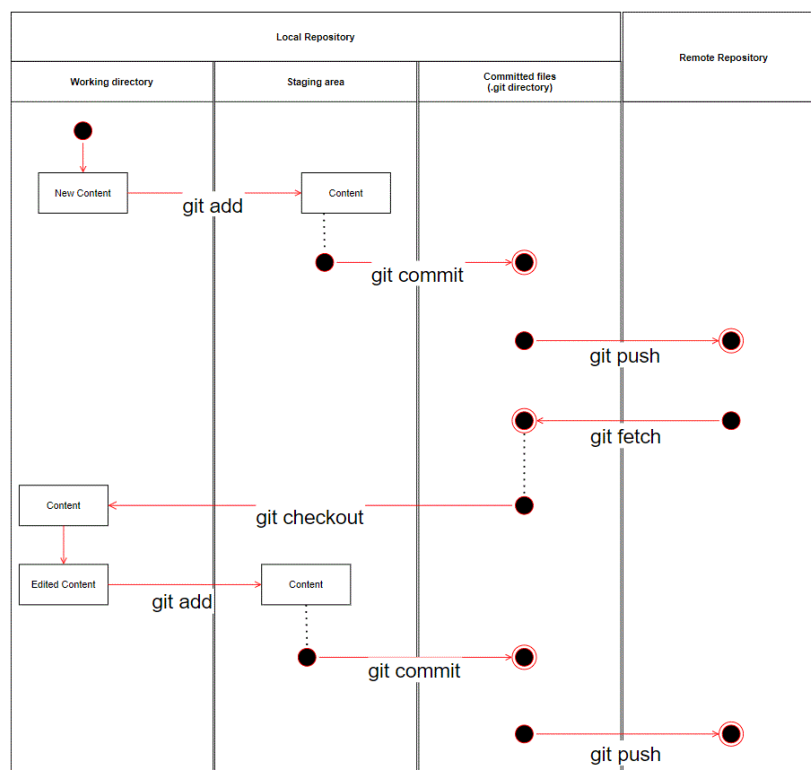 Local Repository
Remote Repository
Working directory
Staging area
Committed files
(.git directory)
New Content
Content
git add
git commit
git push
git fetch
Content
git checkout
Edited Content
Content
git add
git commit
git push